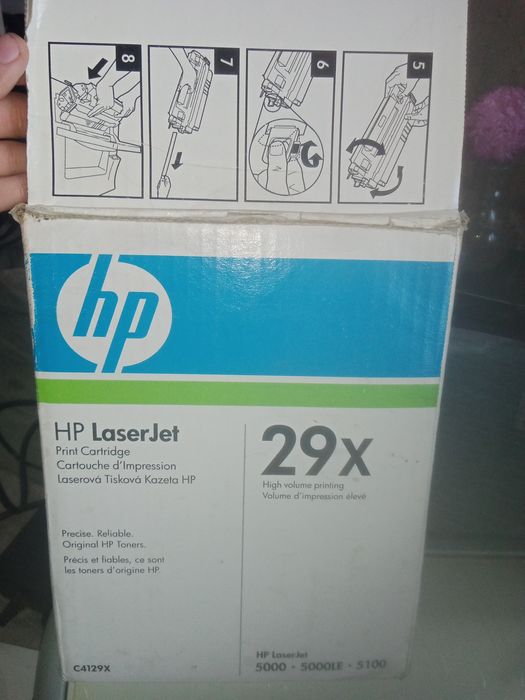 8
7
6
5
hp
HP LaserJet
Print Cartridge
Cartouche d'Impression
Laserová Tisková Kazeta HP
29x
High volume printing
Volume d'impression élevé
Precise. Reliable.
Original HP Toners.
Précis et fiables, ce sont
les toners d'origine HP.
C4129X
HP LaserJet
5000 · 5000LE · 5100